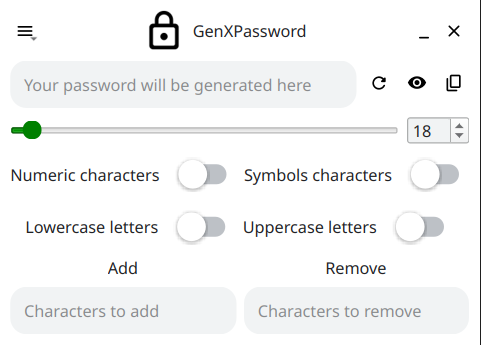 GenXPassword
Your password will be generated here
18
Numeric characters
Symbols characters
Lowercase letters
Uppercase letters
Add
Remove
Characters to add
Characters to remove